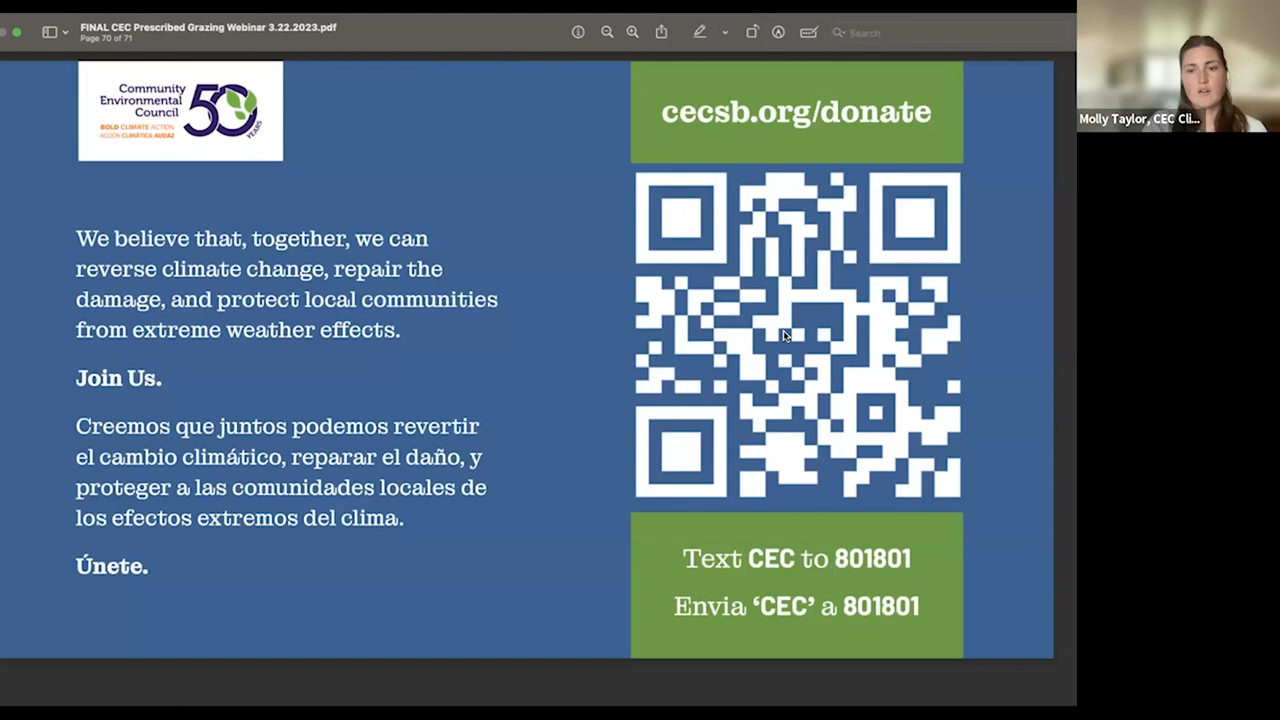 FINAL CEC Prescribed Grazing Webinar 3.22.2023.pdf
Page 70 of 71
Search
Molly Taylor, CEC Cli...
Community
Environmental
Council
50
YEARS
BOLD CLIMATE ACTION
ACCIÓN CLIMÁTICA AUDAZ
We believe that, together, we can
reverse climate change, repair the
damage, and protect local communities
from extreme weather effects.
Join Us.
Creemos que juntos podemos revertir
el cambio climático, reparar el daño, y
proteger a las comunidades locales de
los efectos extremos del clima.
Únete.
cecsb.org/donate
Text CEC to 801801
Envia ‘CEC’ a 801801